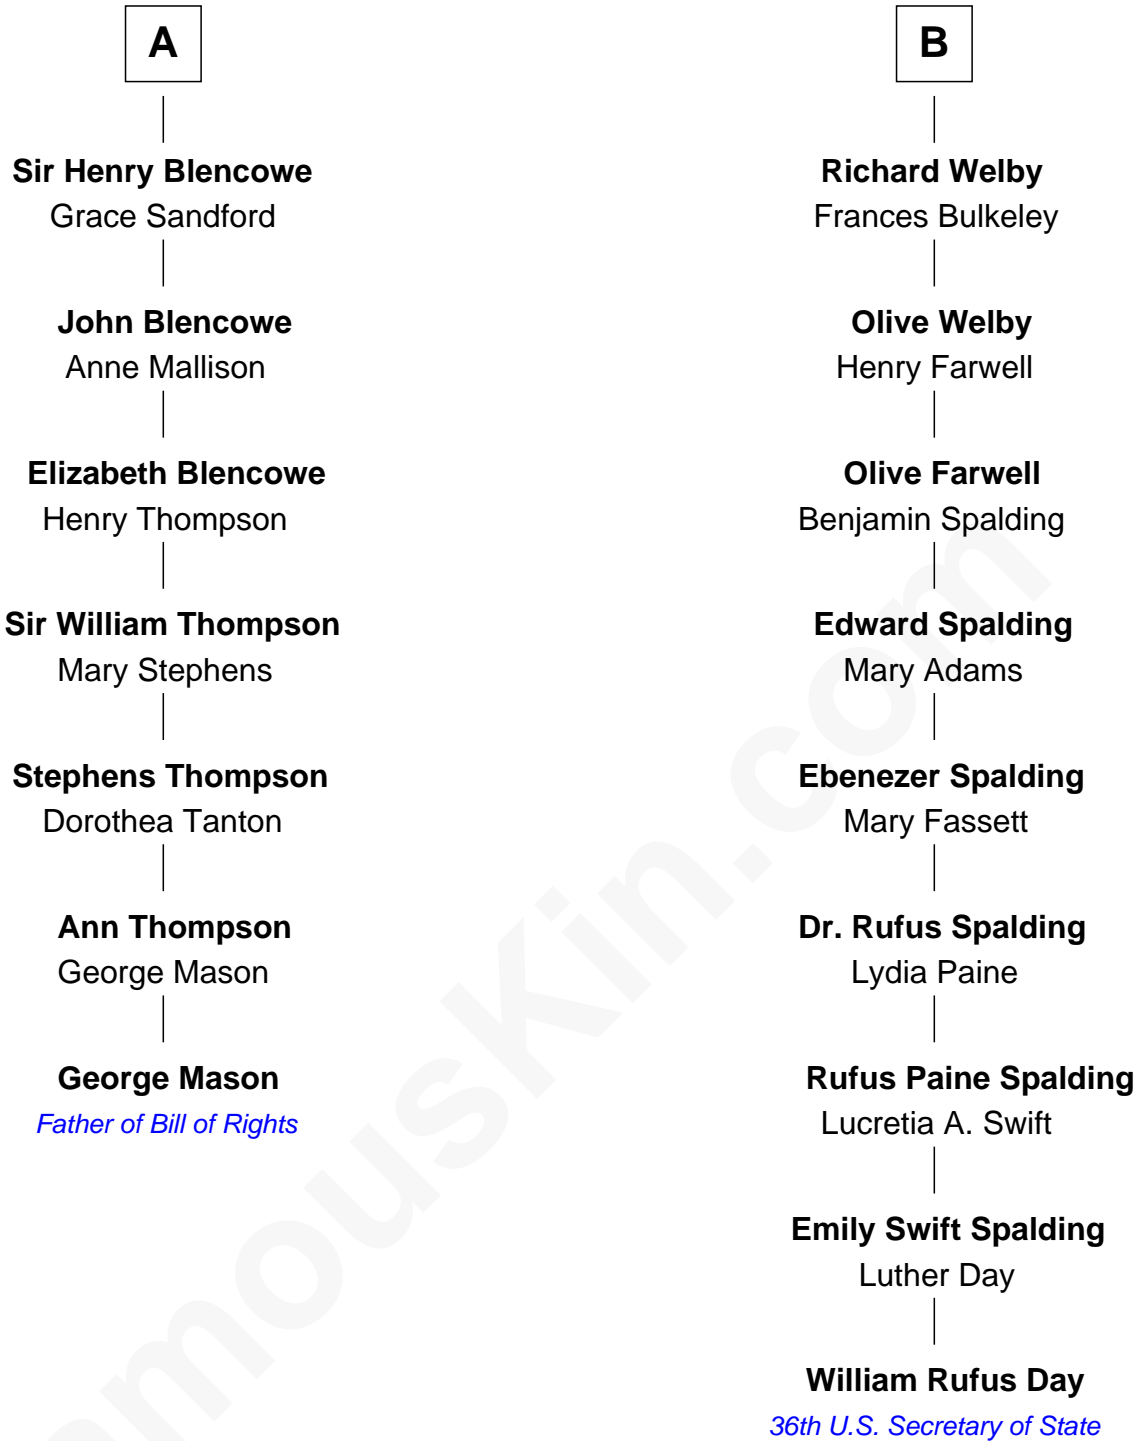 A
Sir Henry Blencowe
Grace Sandford
John Blencowe
Anne Mallison
Elizabeth Blencowe
Henry Thompson
Sir William Thompson
Mary Stephens
Stephens Thompson
Dorothea Tanton
Ann Thompson
George Mason
George Mason
Father of Bill of Rights
B
Richard Welby
Frances Bulkeley
Olive Welby
Henry Farwell
Olive Farwell
Benjamin Spalding
Edward Spalding
Mary Adams
Ebenezer Spalding
Mary Fassett
Dr. Rufus Spalding
Lydia Paine
Rufus Paine Spalding
Lucretia A. Swift
Emily Swift Spalding
Luther Day
William Rufus Day
36th U.S. Secretary of State
amouskin.com